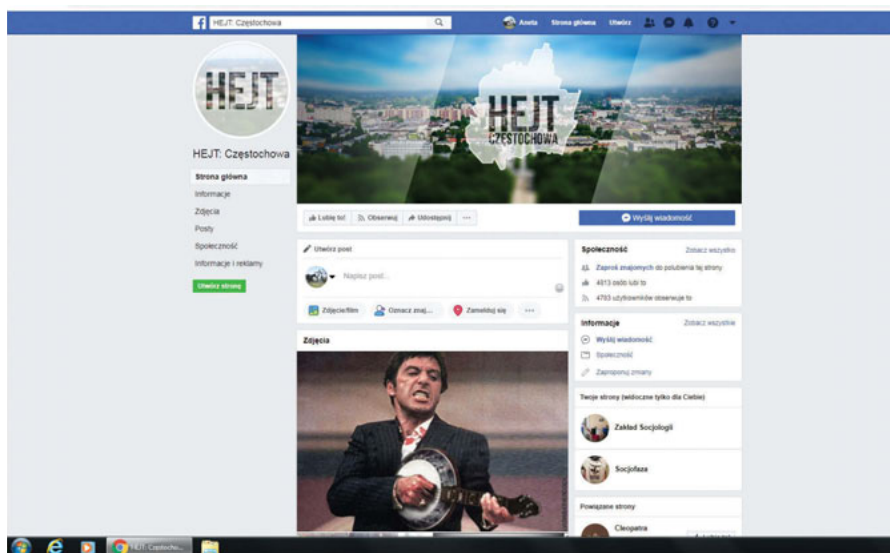 HEJT: Częstochowa
Aneta
Strona główna
Utwórz
HEJT
HEJT
CZĘSTOCHOWA
HEJT: Częstochowa
Strona główna
Informacje
Zdjęcia
Posty
Społeczność
Informacje i reklamy
Utwórz stronę
Lubię to!
Obserwuj
Udostępnij
Wyślij wiadomość
Utwórz post
Napisz post...
Zdjęcie/film
Oznacz znaj...
Zamelduj się
Zdjęcia
Społeczność
Zobacz wszystko
Zaproś znajomych do polubienia tej strony
4813 osób lubi to
4793 użytkowników obserwuje to
Informacje
Zobacz wszystkie
Wyślij wiadomość
Społeczność
Zaproponuj zmiany
Twoje strony (widoczne tylko dla Ciebie)
Zakład Socjologii
Socjofaza
Powiązane strony
Cleopatra
HEJT: Częstocho...